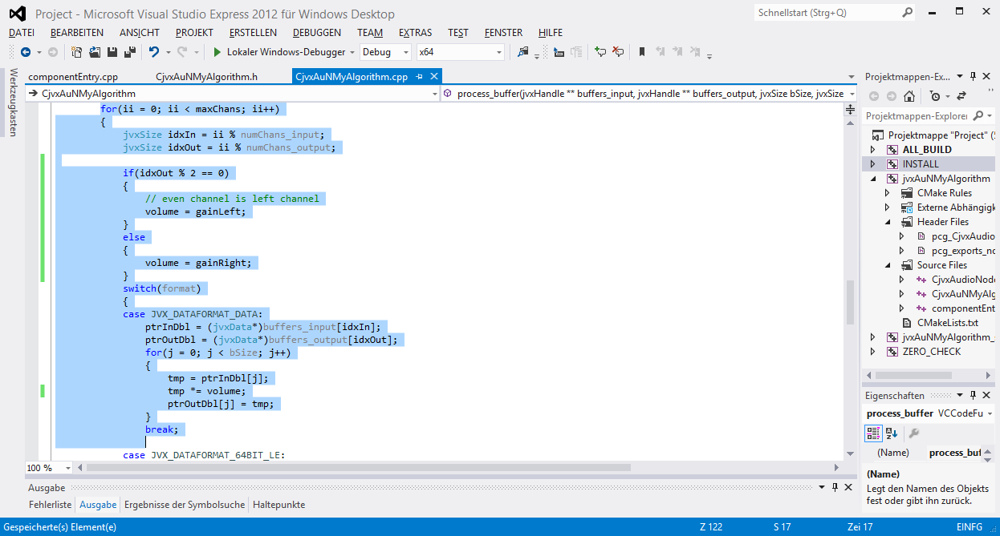 Project - Microsoft Visual Studio Express 2012 für Windows Desktop
Schnellstart (Strg+Q)
DATEI BEARBEITEN ANSICHT PROJEKT ERSTELLEN DEBUGGEN TEAM EXTRAS TEST FENSTER HILFE
Lokaler Windows-Debugger Debug x64
Werkzeugkasten
componentEntry.cpp CjvxAuNMyAlgorithm.h CjvxAuNMyAlgorithm.cpp
CjvxAuNMyAlgorithm process_buffer(jvxHandle ** buffers_input, jvxHandle ** buffers_output, jvxSize bSize, jvxSize
for(ii = 0; ii < maxChans; ii++)
{
jvxSize idxIn = ii % numChans_input;
jvxSize idxOut = ii % numChans_output;
if(idxOut % 2 == 0)
{
// even channel is left channel
volume = gainLeft;
}
else
{
volume = gainRight;
}
switch(format)
{
case JVX_DATAFORMAT_DATA:
ptrInDbl = (jvxData*)buffers_input[idxIn];
ptrOutDbl = (jvxData*)buffers_output[idxOut];
for(j = 0; j < bSize; j++)
{
tmp = ptrInDbl[j];
tmp *= volume;
ptrOutDbl[j] = tmp;
}
break;
case JVX_DATAFORMAT_64BIT_LE:
100 %
Projektmappen-Ex...
Projektmappen-Explorer
Projektmappe "Project" (5
ALL_BUILD
INSTALL
jvxAuNMyAlgorithm
CMake Rules
Externe Abhängigk
Header Files
pcg_CjvxAudio
pcg_exports_no
Source Files
CjvxAudioNode
CjvxAuNMyAlg
componentEnt
CMakeLists.txt
jvxAuNMyAlgorithm_
ZERO_CHECK
Eigenschaften
process_buffer VCCodeFu
(Name) process_buf
(Name)
Legt den Namen des Objekts
fest oder gibt ihn zurück.
Ausgabe
Fehlerliste Ausgabe Ergebnisse der Symbolsuche Haltepunkte
Gespeicherte(s) Element(e) Z 122 S 17 Zei 17 EINFG